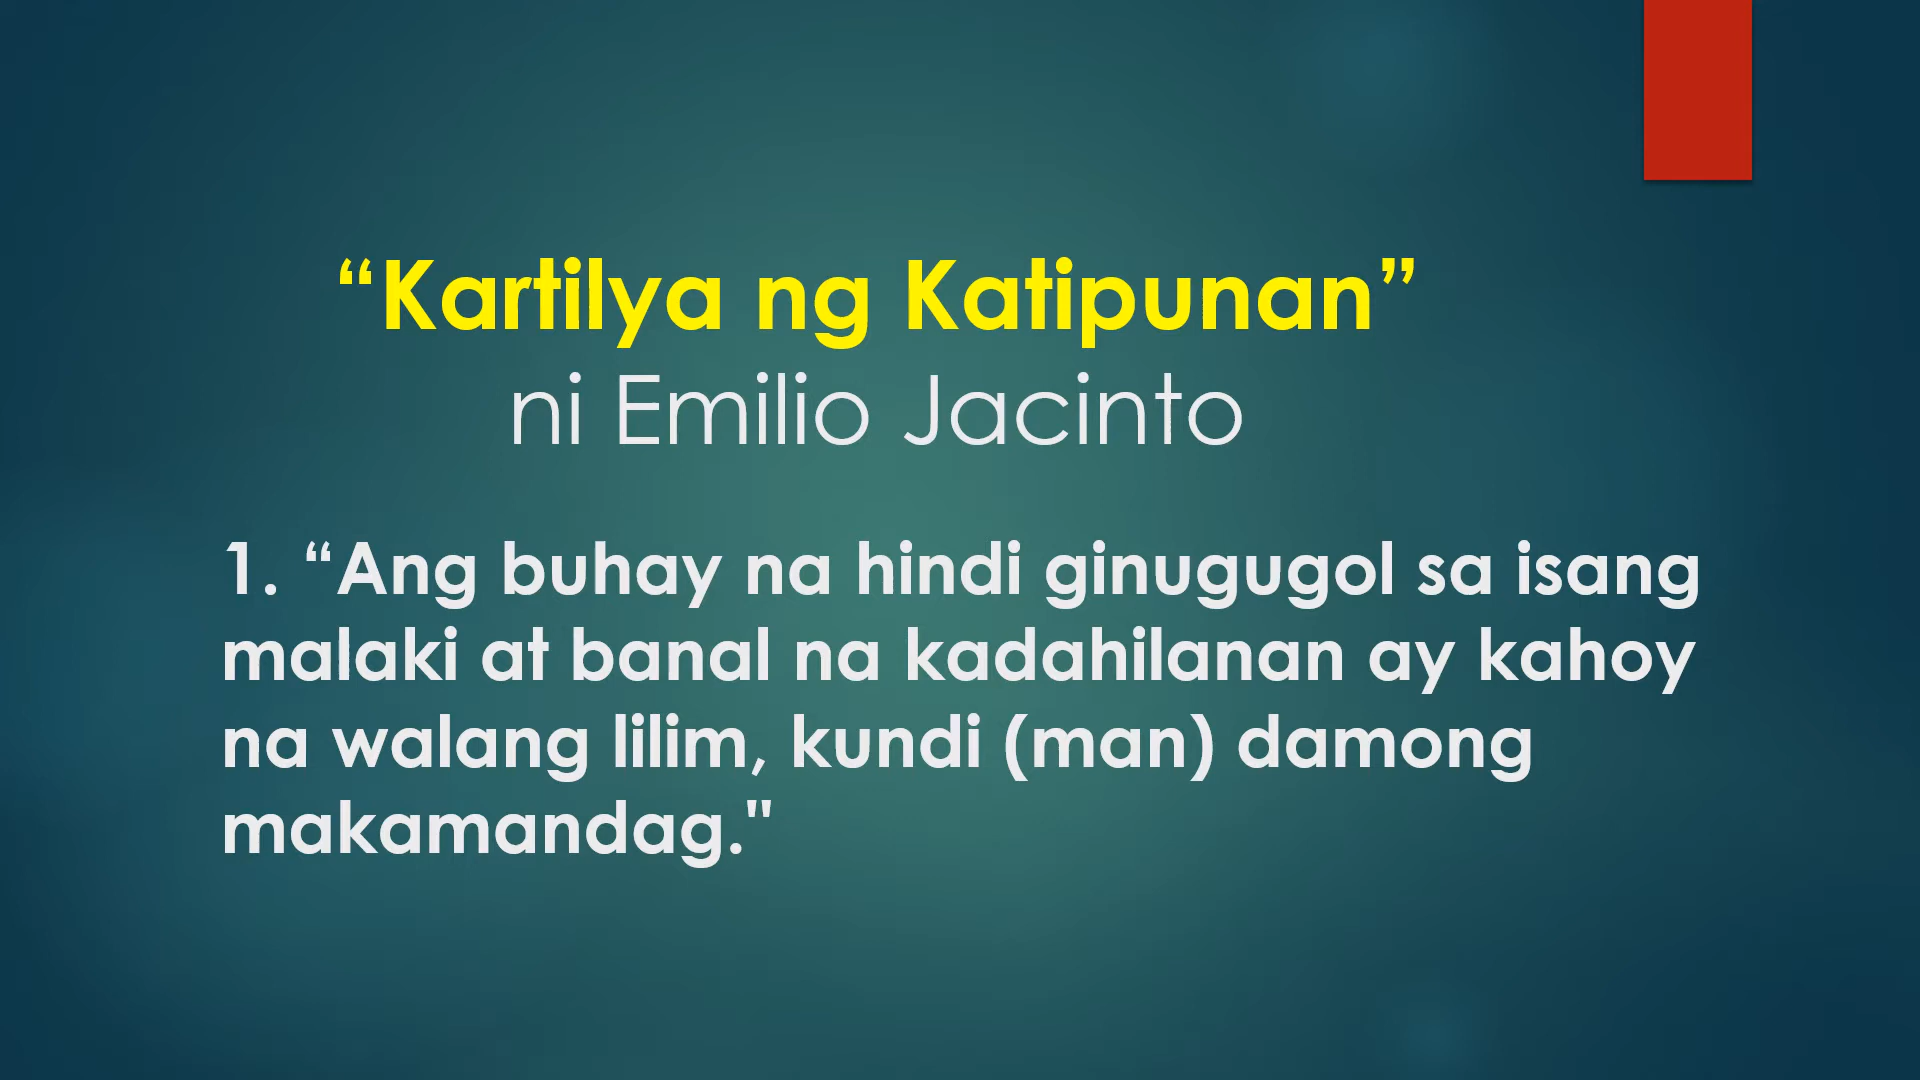 “Kartilya ng Katipunan”
ni Emilio Jacinto
1. “Ang buhay na hindi ginugugol sa isang
malaki at banal na kadahilanan ay kahoy
na walang lilim, kundi (man) damong
makamandag."